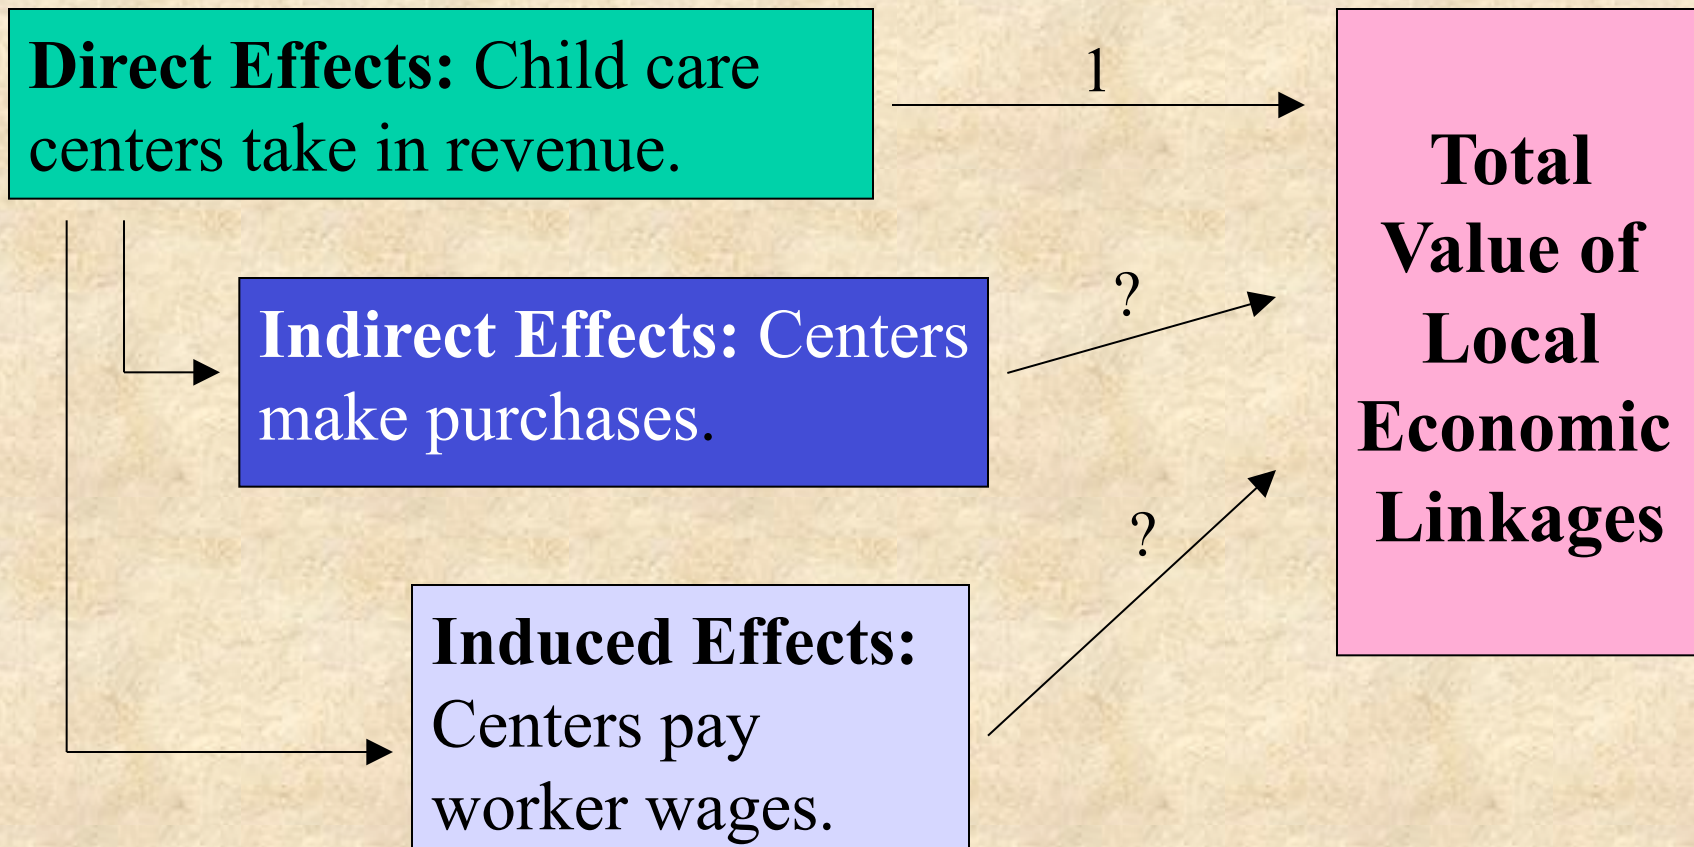 Direct Effects: Child care
centers take in revenue.
1
Total
Value of
Local
Economic
Linkages
Indirect Effects: Centers
make purchases.
?
Induced Effects:
Centers pay
worker wages.
?